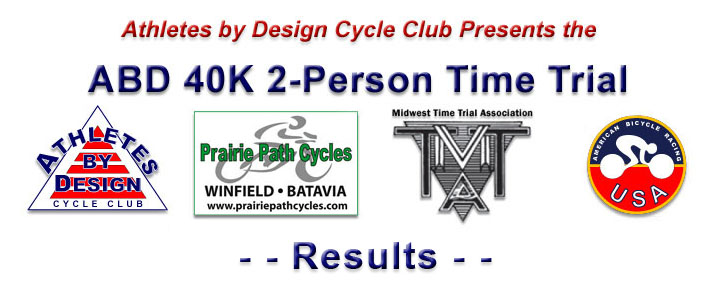 Athletes by Design Cycle Club Presents the
ABD 40K 2-Person Time Trial
ATHLETES
BY
DESIGN
CYCLE CLUB
Prairie Path Cycles
WINFIELD • BATAVIA
www.prairiepathcycles.com
Midwest Time Trial Association
MTTA
AMERICAN BICYCLE RACING
USA
- - Results - -